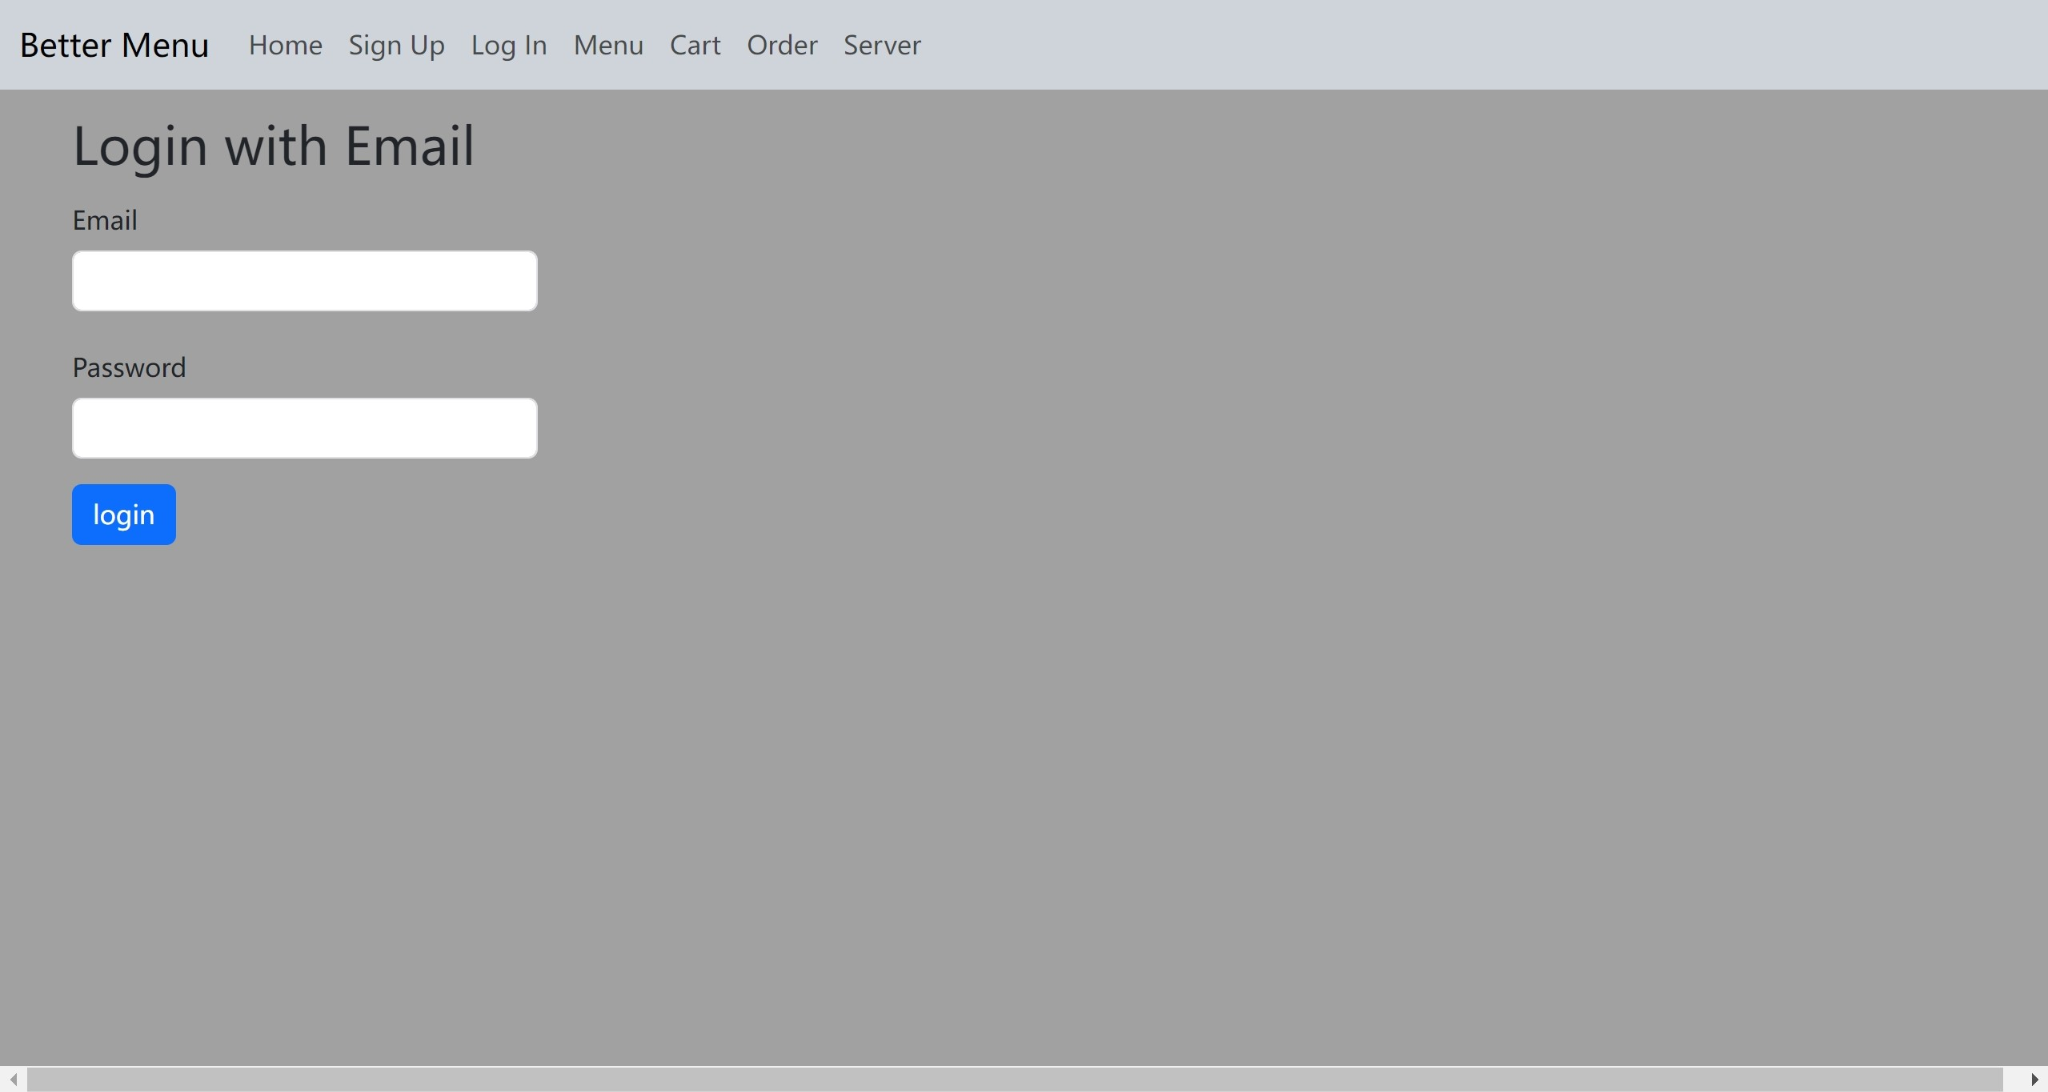 Better Menu Home Sign Up Log In Menu Cart Order Server
Login with Email
Email
Password
login